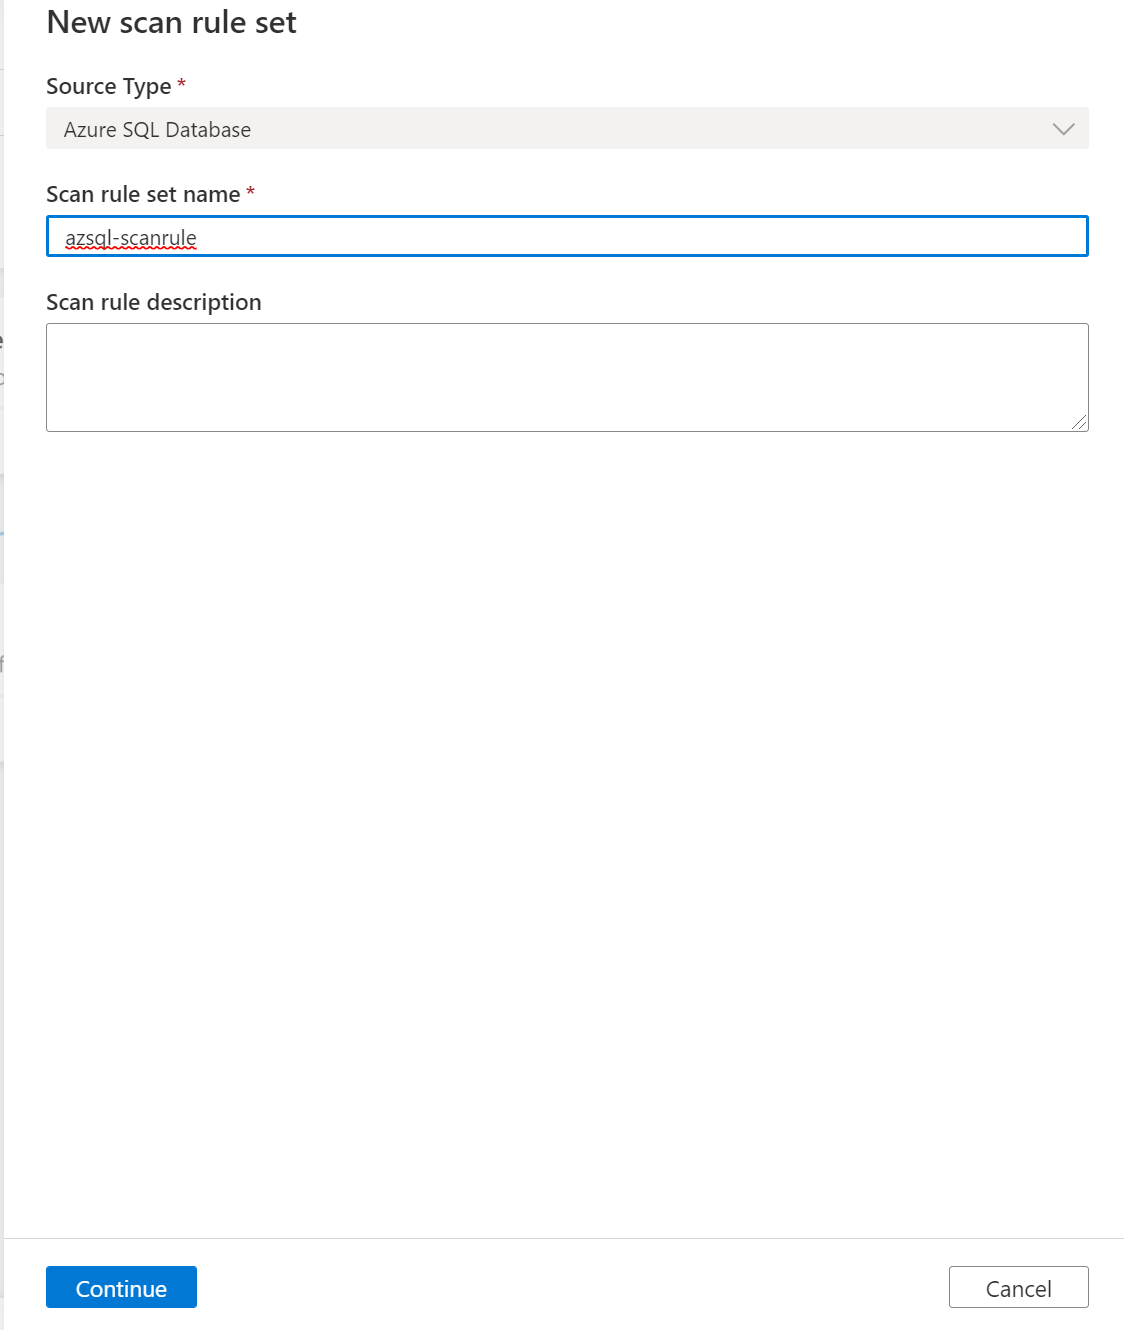 New scan rule set
Source Type *
Azure SQL Database
Scan rule set name *
azsql-scanrule
Scan rule description
Continue
Cancel